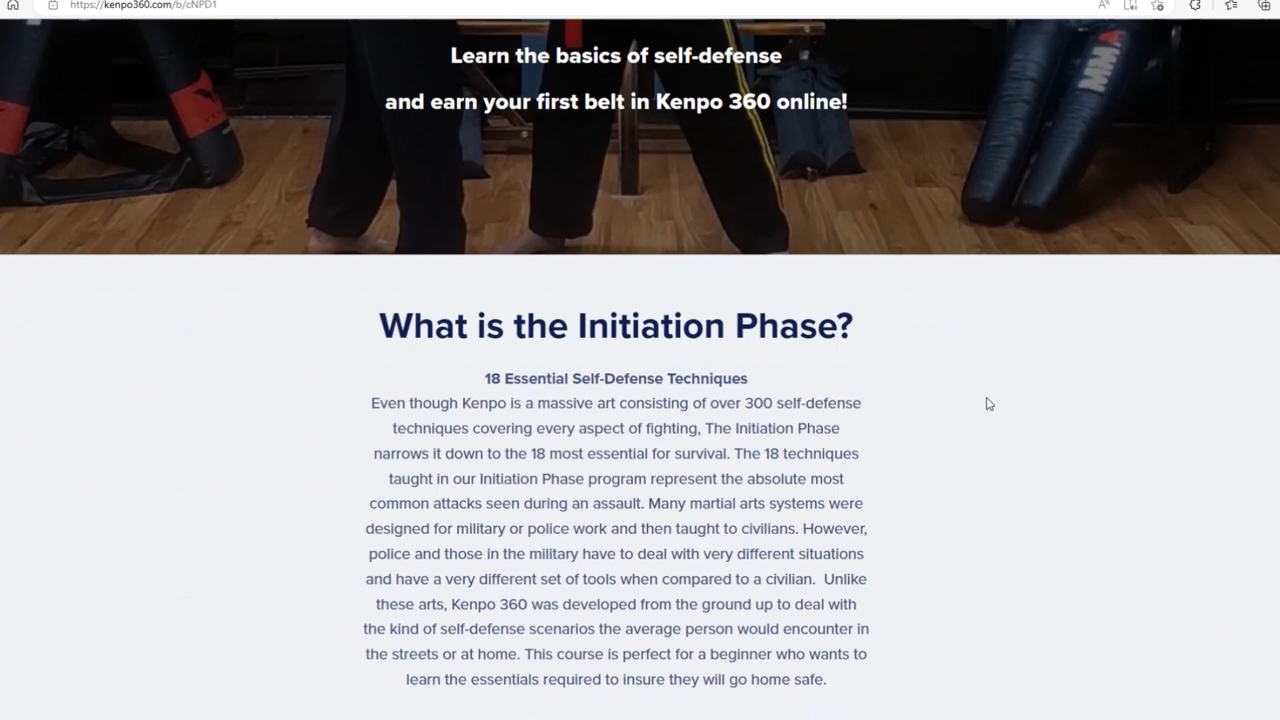 https://kenpo360.com/b/cNPD1
Learn the basics of self-defense
and earn your first belt in Kenpo 360 online!
MMA
What is the Initiation Phase?
18 Essential Self-Defense Techniques
Even though Kenpo is a massive art consisting of over 300 self-defense
techniques covering every aspect of fighting, The Initiation Phase
narrows it down to the 18 most essential for survival. The 18 techniques
taught in our Initiation Phase program represent the absolute most
common attacks seen during an assault. Many martial arts systems were
designed for military or police work and then taught to civilians. However,
police and those in the military have to deal with very different situations
and have a very different set of tools when compared to a civilian.  Unlike
these arts, Kenpo 360 was developed from the ground up to deal with
the kind of self-defense scenarios the average person would encounter in
the streets or at home. This course is perfect for a beginner who wants to
learn the essentials required to insure they will go home safe.